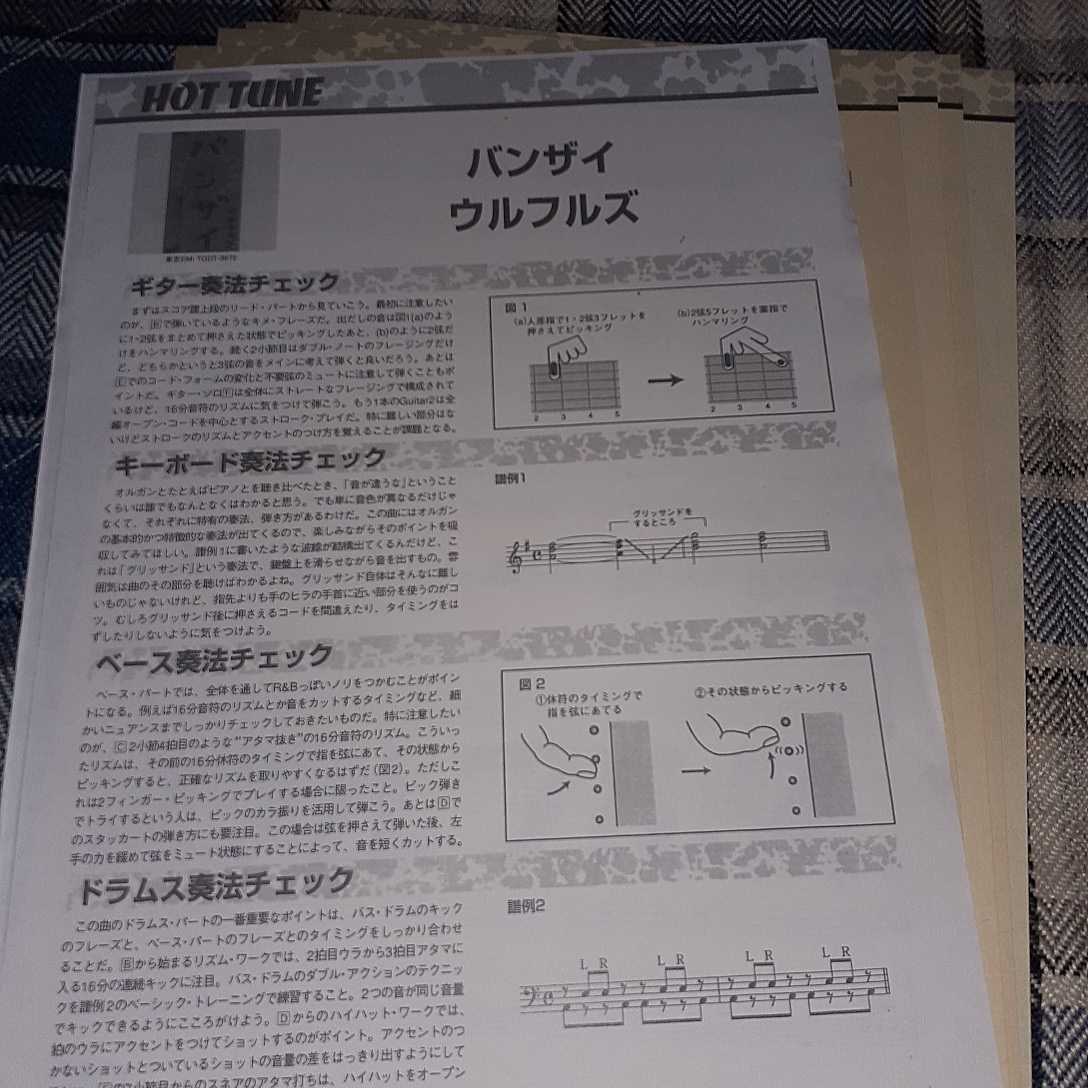 HOT TUNE
バンザイ
ウルフルズ
ギター奏法チェック
まずはスコア譜上段のリード・パートから見ていこう。最初に注意したい
のが、Bで弾いているようなキメ・フレーズだ。出だしの音は図1(a)のよう
に1・2弦をまとめて押さえた状態でピッキングしたあと、(b)のように2弦だ
けをハンマリングする。続く2小節目はダブル・ノートのフレージングだけ
ど、どちらかというと3弦の音をメインに考えて弾くと良いだろう。あとは
でのコード・フォームの変化と不要弦のミュートに注意して弾くこともポ
イントだ。ギター・ソロFは全体にストレートなフレージングで構成されて
いるけど、16分音符のリズムに気をつけて弾こう。もう1本のGuitar2は全
編オープン・コードを中心とするストローク・プレイだ。特に難しい部分はな
いけどストロークのリズムとアクセントのつけ方を覚えることが課題となる。
図1
(a)人差指で1・2弦3フレットを
押さえてピッキング
(b)2弦5フレットを薬指で
ハンマリング
2 3 4 5
2 3 4 5
キーボード奏法チェック
オルガンとたとえばピアノとを聴き比べたとき、「音が違うな」ということ
くらいは誰でもなんとなくはわかると思う。でも単に音色が異なるだけじゃ
なくて、それぞれに特有の奏法、弾き方があるわけだ。この曲にはオルガン
の基本的かつ特徴的な奏法が出てくるので、楽しみながらそのポイントを吸
収してみてほしい。譜例1に書いたような波線が結構出てくるんだけど、こ
れは「グリッサンド」という奏法で、鍵盤上を滑らせながら音を出すもの。雰
囲気は曲のその部分を聴けばわかるよね。グリッサンド自体はそんなに難し
いものじゃないけれど、指先よりも手のヒラの手首に近い部分を使うのがコ
ツ。むしろグリッサンド後に押さえるコードを間違えたり、タイミングをは
ずしたりしないように気をつけよう。
譜例1
グリッサンドを
するところ
ベース奏法チェック
ベース・パートでは、全体を通してR&Bっぽいノリをつかむことがポイン
トになる。例えば16分音符のリズムとか音をカットするタイミングなど、細
かいニュアンスまでしっかりチェックしておきたいものだ。特に注意したい
のが、C2小節4拍目のような“アタマ抜き”の16分音符のリズム。こういっ
たリズムは、その前の16分休符のタイミングで指を弦にあて、その状態から
ピッキングすると、正確なリズムを取りやすくなるはずだ(図2)。ただしこ
れは2フィンガー・ピッキングでプレイする場合に限ったこと。ピック弾き
でトライするという人は、ピックのカラ振りを活用して弾こう。あとはDで
のスタッカートの弾き方にも要注目。この場合は弦を押さえて弾いた後、左
手の力を緩めて弦をミュート状態にすることによって、音を短くカットする。
図2
①休符のタイミングで
指を弦にあてる
②その状態からピッキングする
ドラムス奏法チェック
この曲のドラムス・パートの一番重要なポイントは、バス・ドラムのキック
のフレーズと、ベース・パートのフレーズとのタイミングをしっかり合わせ
ることだ。Bから始まるリズム・ワークでは、2拍目ウラから3拍目アタマに
入る16分の連続キックに注目。バス・ドラムのダブル・アクションのテクニッ
クを譜例2のベーシック・トレーニングで練習すること。2つの音が同じ音量
でキックできるようにこころがけよう。Dからのハイハット・ワークでは、
拍のウラにアクセントをつけてショットするのがポイント。アクセントのつ
かないショットとついているショットの音量の差をはっきり出すようにして
小節目からのスネアのアタマ打ちは、ハイハットをオープン
譜例2
L R L R L R L R